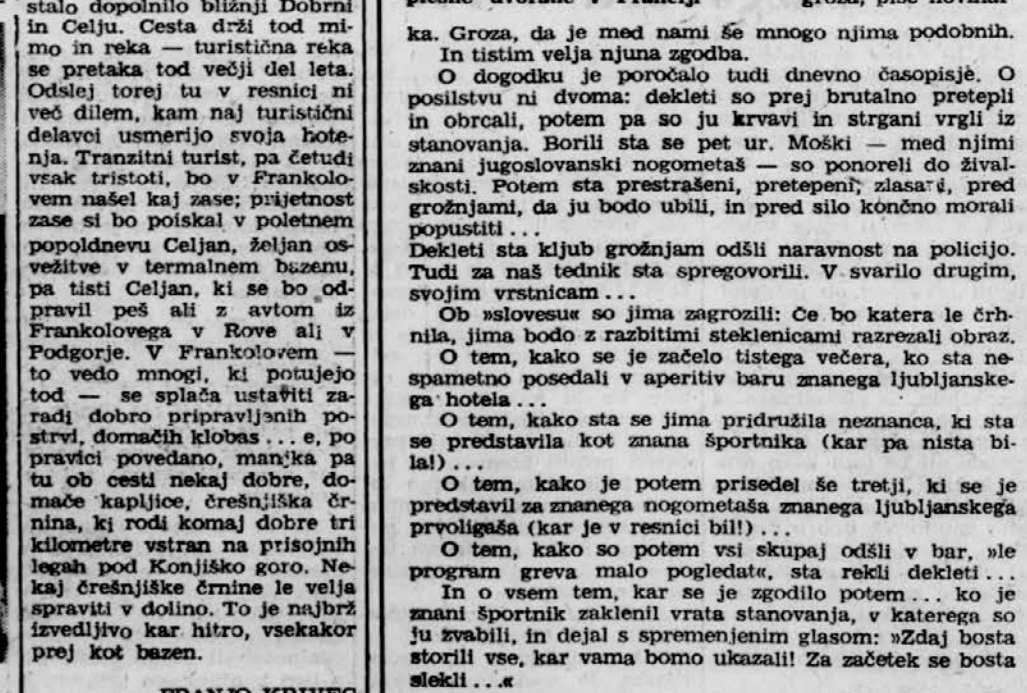 stalo dopolnilo bližnji Dobrni
in Celju. Cesta drži tod mi-
mo in reka — turistična reka
se pretaka tod večji del leta.
Odslej torej tu v resnici ni
več dilem, kam naj turistični
delavci usmerijo svoja hote-
nja. Tranzitni turist, pa četudi
vsak tristoti, bo v Frankolo-
vem našel kaj zase; prijetnost
zase si bo poiskal v poletnem
popoldnevu Celjan, željan os-
vežitve v termalnem bazenu,
pa tisti Celjan, ki se bo od-
pravil peš ali z avtom iz
Frankolovega v Rove ali v
Podgorje. V Frankolovem —
to vedo mnogi, ki potujejo
tod — se splača ustaviti za-
radi dobro pripravljenih po-
strvi, domačih klobas ... e, po
pravici povedano, manjka pa
tu ob cesti nekaj dobre, do-
mače kapljice, črešnjiška čr-
nina, ki rodi komaj dobre tri
kilometre vstran na prisojnih
legah pod Konjiško goro. Ne-
kaj črešnjiške črnine le velja
spraviti v dolino. To je najbrž
izvedljivo kar hitro, vsekakor
prej kot bazen.
FRANJO KRIVEC
plesne dvorane v Franciji groza, piše novinar-
ka. Groza, da je med nami še mnogo njima podobnih.
In tistim velja njuna zgodba.
O dogodku je poročalo tudi dnevno časopisje. O
posilstvu ni dvoma: dekleti so prej brutalno pretepli
in obrcali, potem pa so ju krvavi in strgani vrgli iz
stanovanja. Borili sta se pet ur. Moški — med njimi
znani jugoslovanski nogometaš — so ponoreli do žival-
skosti. Potem sta prestrašeni, pretepeni, zlasani, pred
grožnjami, da ju bodo ubili, in pred silo končno morali
popustiti ...
Dekleti sta kljub grožnjam odšli naravnost na policijo.
Tudi za naš tednik sta spregovorili. V svarilo drugim,
svojim vrstnicam ...
Ob »slovesu« so jima zagrozili: če bo katera le črh-
nila, jima bodo z razbitimi steklenicami razrezali obraz.
O tem, kako se je začelo tistega večera, ko sta ne-
spametno posedali v aperitiv baru znanega ljubljanske-
ga hotela ...
O tem, kako sta se jima pridružila neznanca, ki sta
se predstavila kot znana športnika (kar pa nista bi-
la!) ...
O tem, kako je potem prisedel še tretji, ki se je
predstavil za znanega nogometaša znanega ljubljanskega
prvoligaša (kar je v resnici bil!) ...
O tem, kako so potem vsi skupaj odšli v bar, »le
program greva malo pogledat«, sta rekli dekleti ...
In o vsem tem, kar se je zgodilo potem ... ko je
znani športnik zaklenil vrata stanovanja, v katerega so
ju zvabili, in dejal s spremenjenim glasom: »Zdaj bosta
storili vse, kar vama bomo ukazali! Za začetek se bosta
slekli ...«